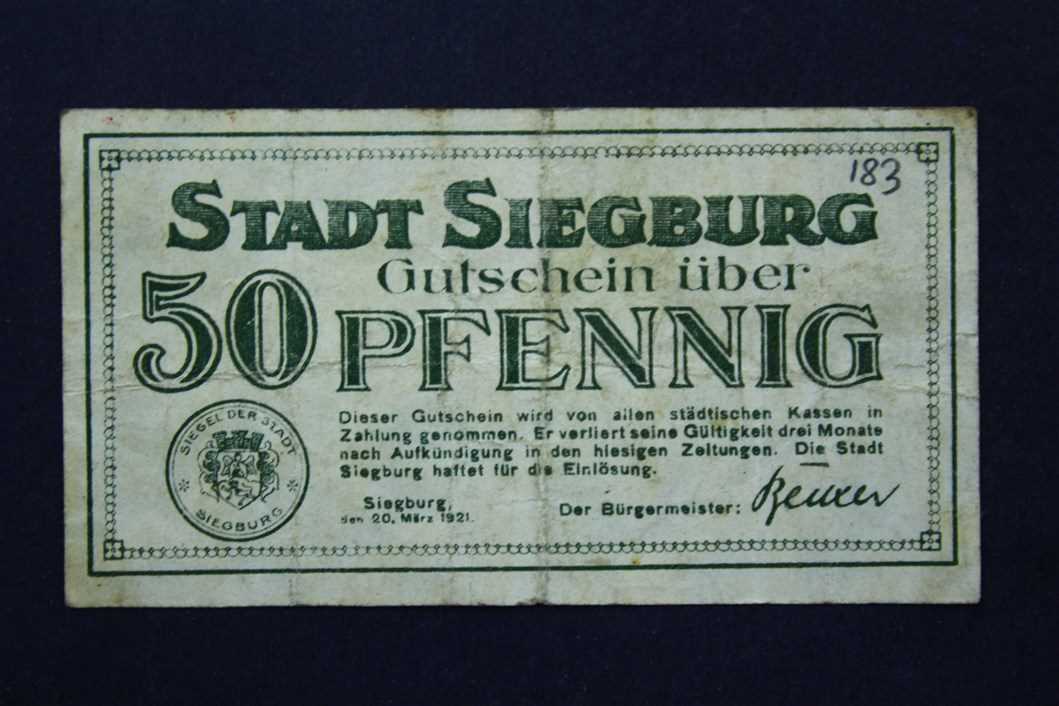 183
STADT SIEGBURG
Gutschein über
50 PFENNIG
Dieser Gutschein wird von allen städtischen Kassen in
Zahlung genommen. Er verliert seine Gültigkeit drei Monate
nach Aufkündigung in den hiesigen Zeitungen. Die Stadt
Siegburg haftet für die Einlösung.
SIEGEL DER STADT
* SIEGBURG *
Siegburg,
den 20. März 1921.
Der Bürgermeister: